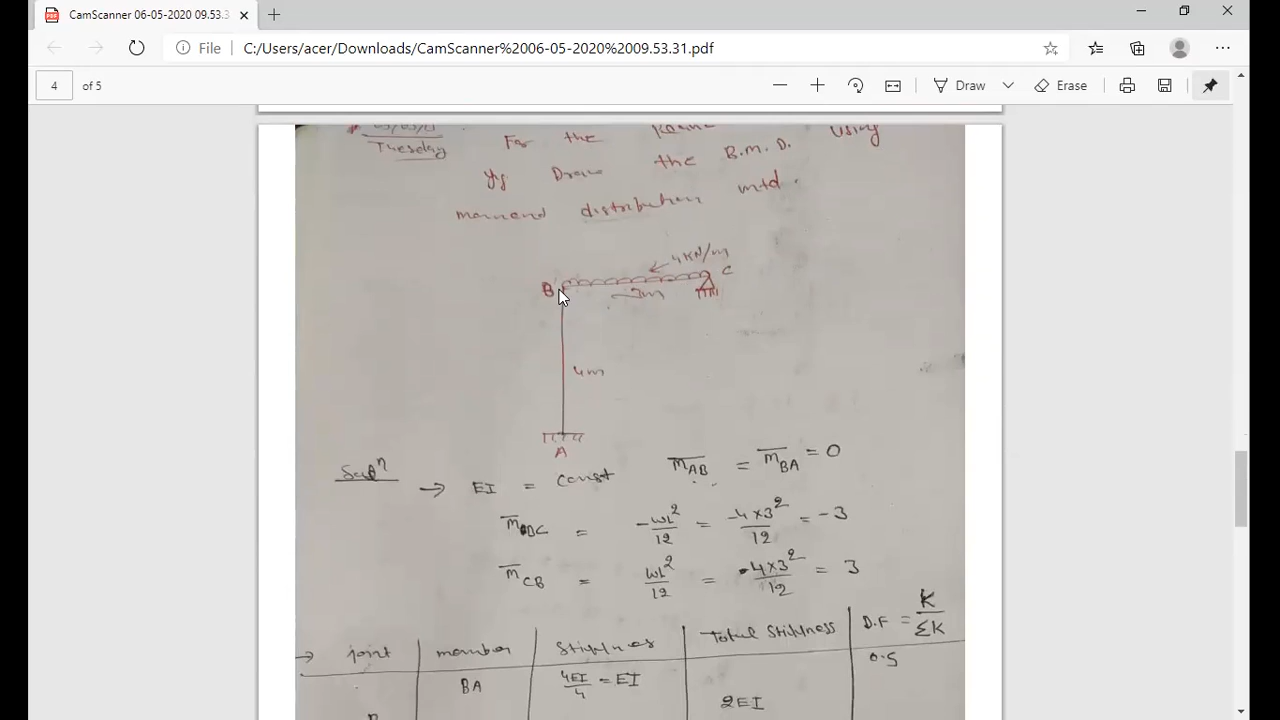 CamScanner 06-05-2020 09.53.3
File C:/Users/acer/Downloads/CamScanner%2006-05-2020%2009.53.31.pdf
4 of 5 Draw Erase
Tuesday For the using
Draw the B.M.D.
distribution mtd.
4KN/m
B C
3m
4m
A
EI = const M̅AB = M̅BA = 0
M̅BC = -wl²/12 = -4×3²/12 = -3
M̅CB = wl²/12 = 4×3²/12 = 3
→ joint member Stiffness Total Stiffness D.F = K/ΣK
BA 4EI/4 = EI 0.5
2EI